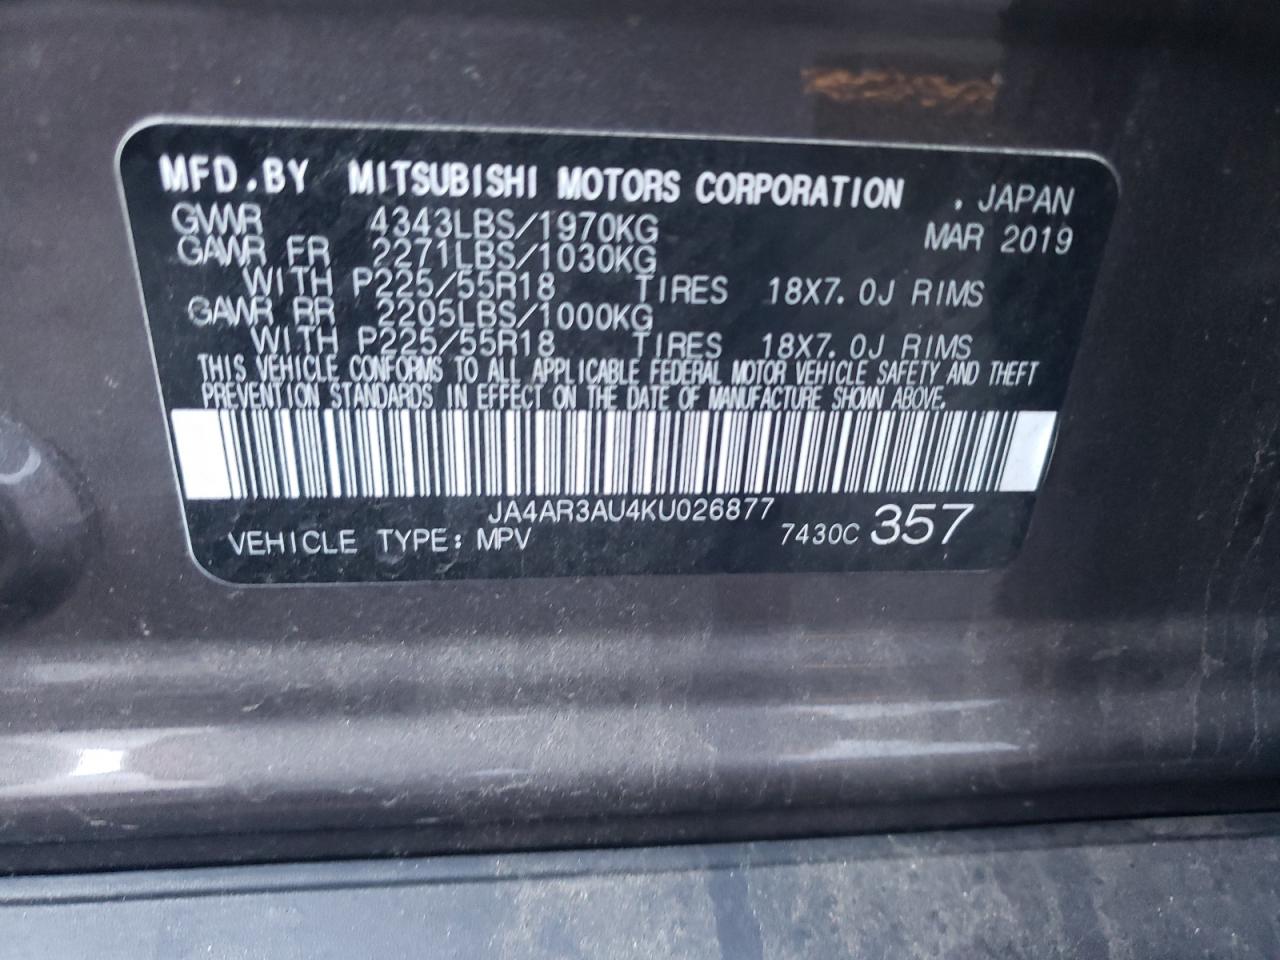 MFD.BY MITSUBISHI MOTORS CORPORATION , JAPAN
GVWR 4343LBS/1970KG MAR 2019
GAWR FR 2271LBS/1030KG
WITH P225/55R18 TIRES 18X7.0J RIMS
GAWR RR 2205LBS/1000KG
WITH P225/55R18 TIRES 18X7.0J RIMS
THIS VEHICLE CONFORMS TO ALL APPLICABLE FEDERAL MOTOR VEHICLE SAFETY AND THEFT
PREVENTION STANDARDS IN EFFECT ON THE DATE OF MANUFACTURE SHOWN ABOVE.
JA4AR3AU4KU026877
VEHICLE TYPE: MPV 7430C 357